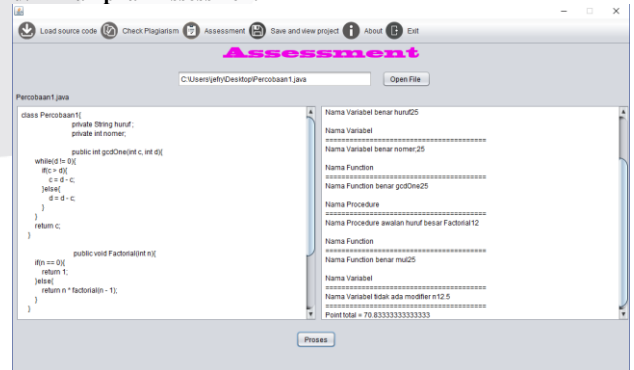 Load source code Check Plagiarism Assessment Save and view project About Exit
Assessment
C:\Users\jefry\Desktop\Percobaan1.java Open File
Percobaan1.java
class Percobaan1{
private String huruf;
private int nomer;
public int gcdOne(int c, int d){
while(d != 0){
if(c > d){
c = d - c;
}else{
d = d - c;
}
}
return c;
}
public void Factorial(int n){
if(n == 0){
return 1;
}else{
return n * factorial(n - 1);
}
}
Nama Variabel benar huruf25
Nama Variabel
========================================
Nama Variabel benar nomer;25
Nama Function
========================================
Nama Function benar gcdOne25
Nama Procedure
========================================
Nama Procedure awalan huruf besar Factorial12
Nama Function
========================================
Nama Function benar mul25
Nama Variabel
========================================
Nama Variabel tidak ada modifier n12.5
========================================
Point total = 70.83333333333333
Proses